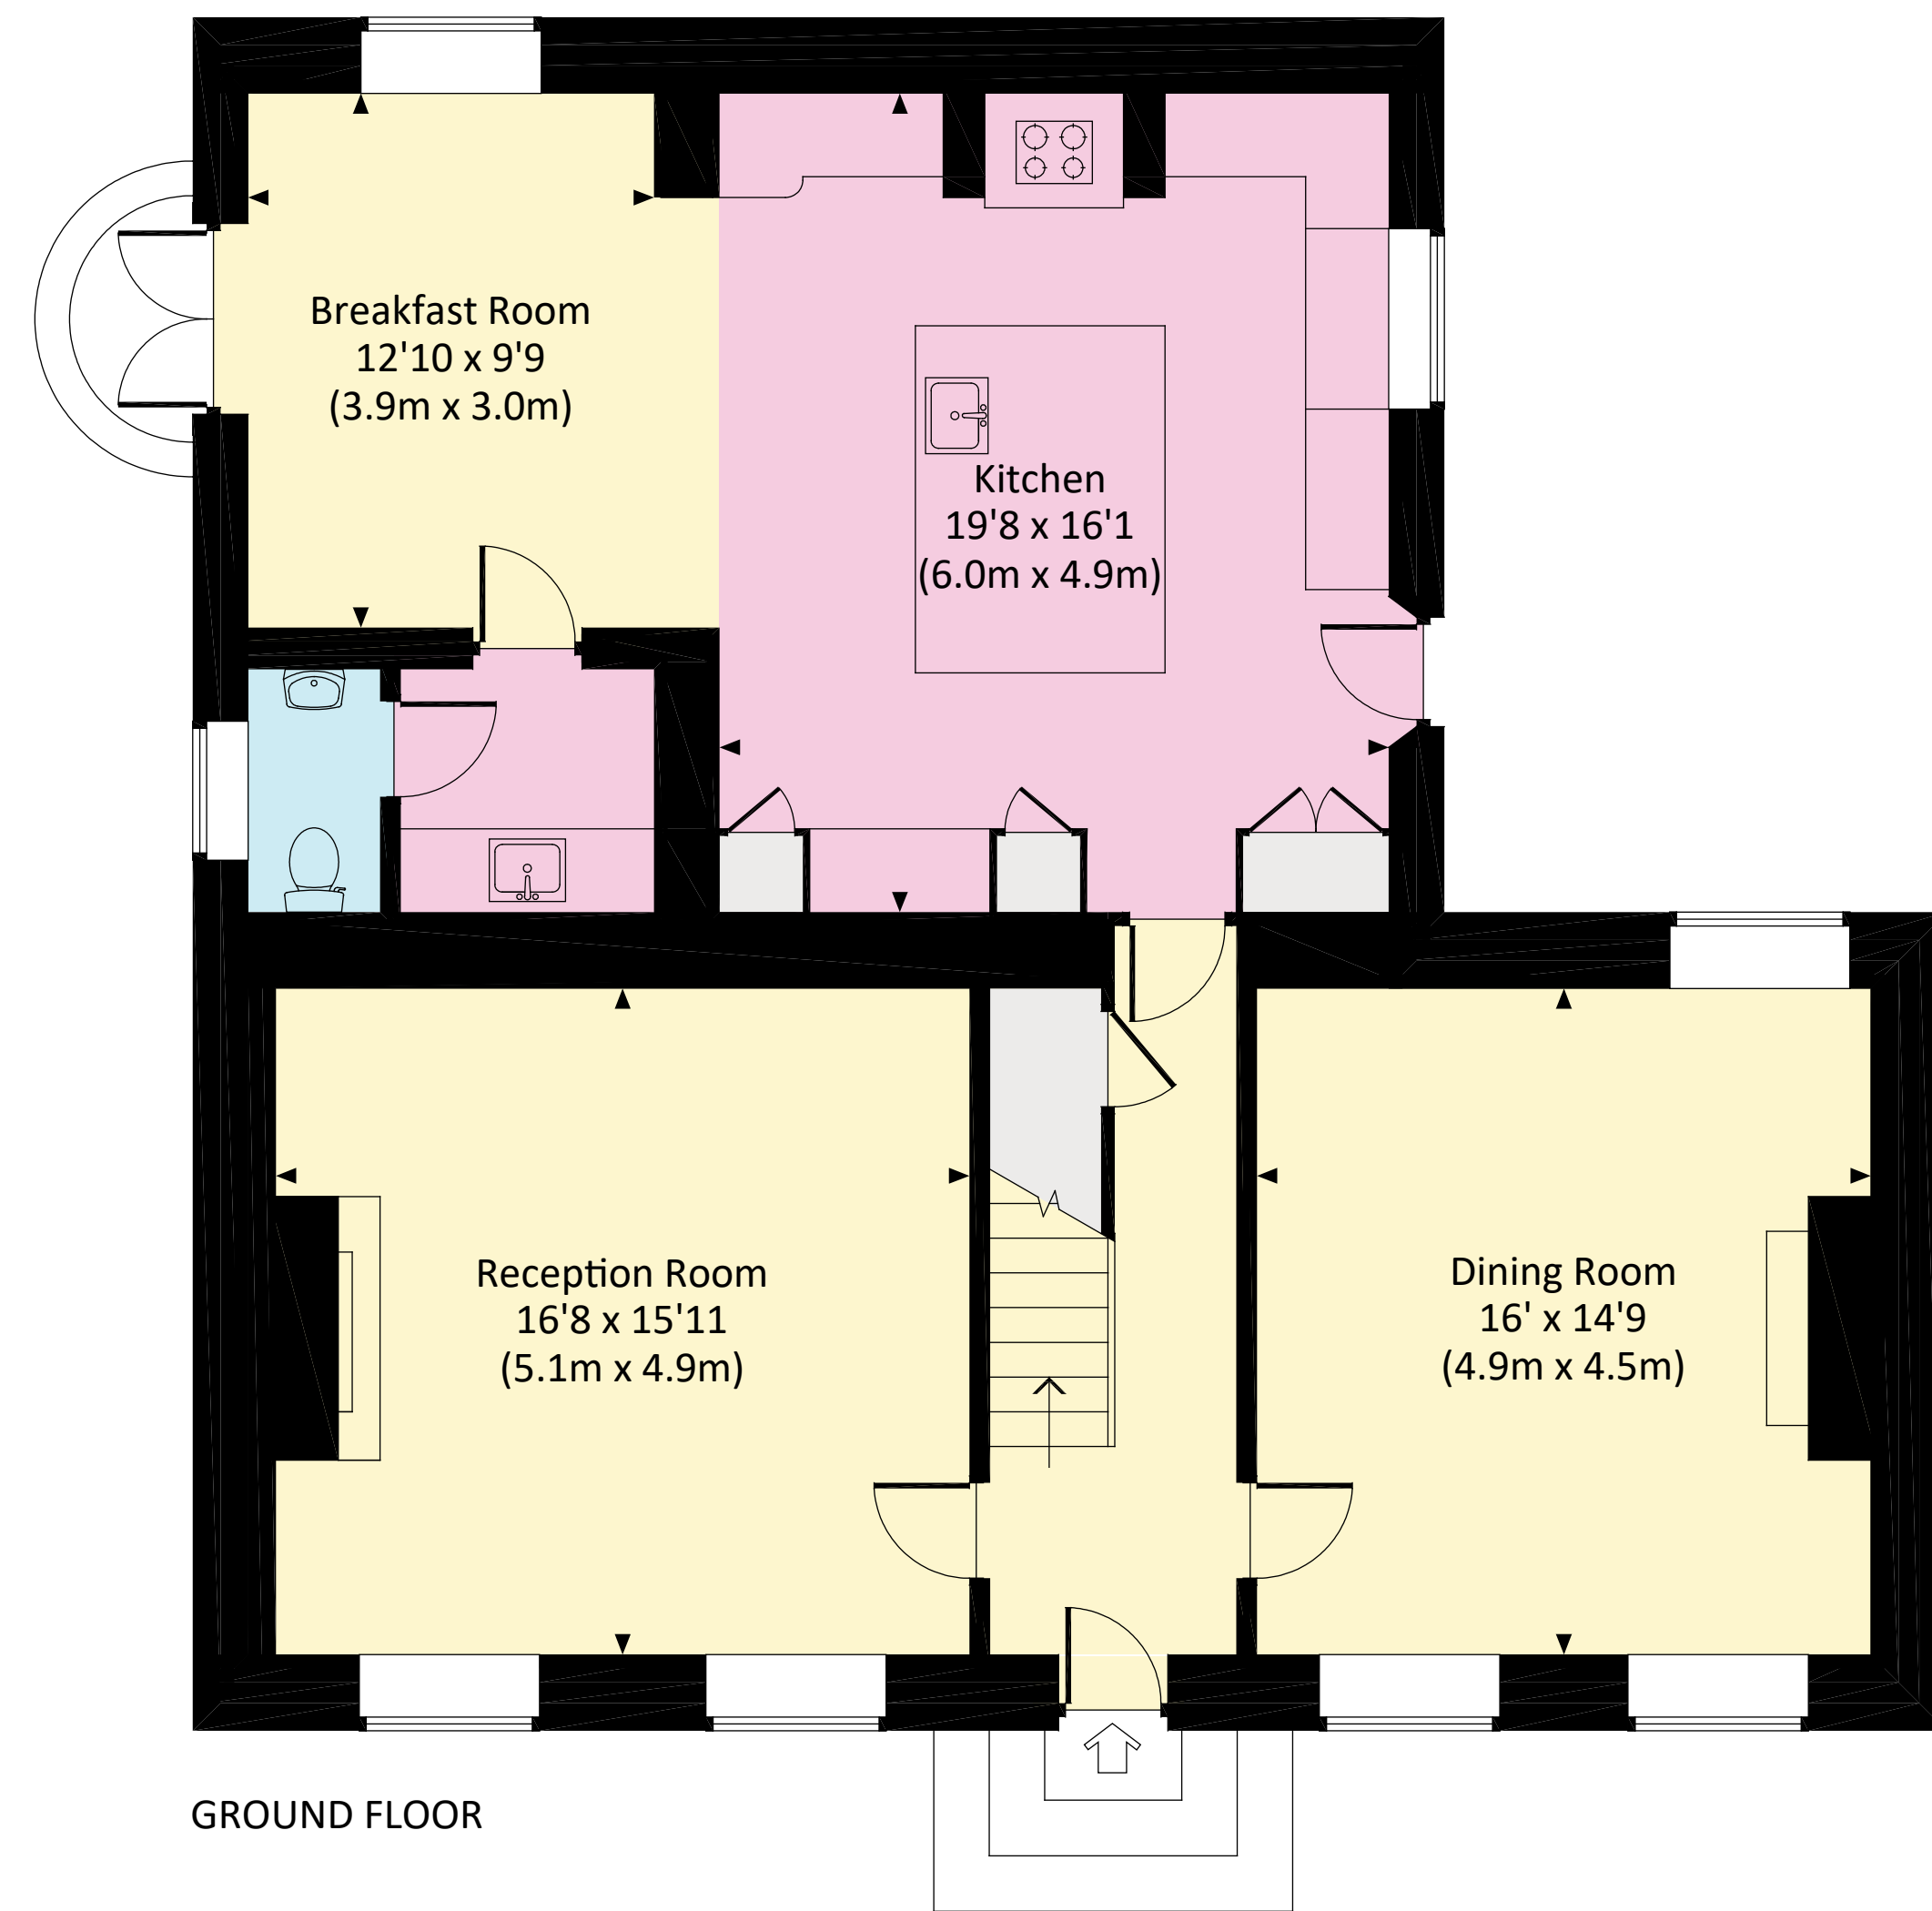 Breakfast Room
12'10 x 9'9
(3.9m x 3.0m)
Kitchen
19'8 x 16'1
(6.0m x 4.9m)
Reception Room
16'8 x 15'11
(5.1m x 4.9m)
Dining Room
16' x 14'9
(4.9m x 4.5m)
GROUND FLOOR